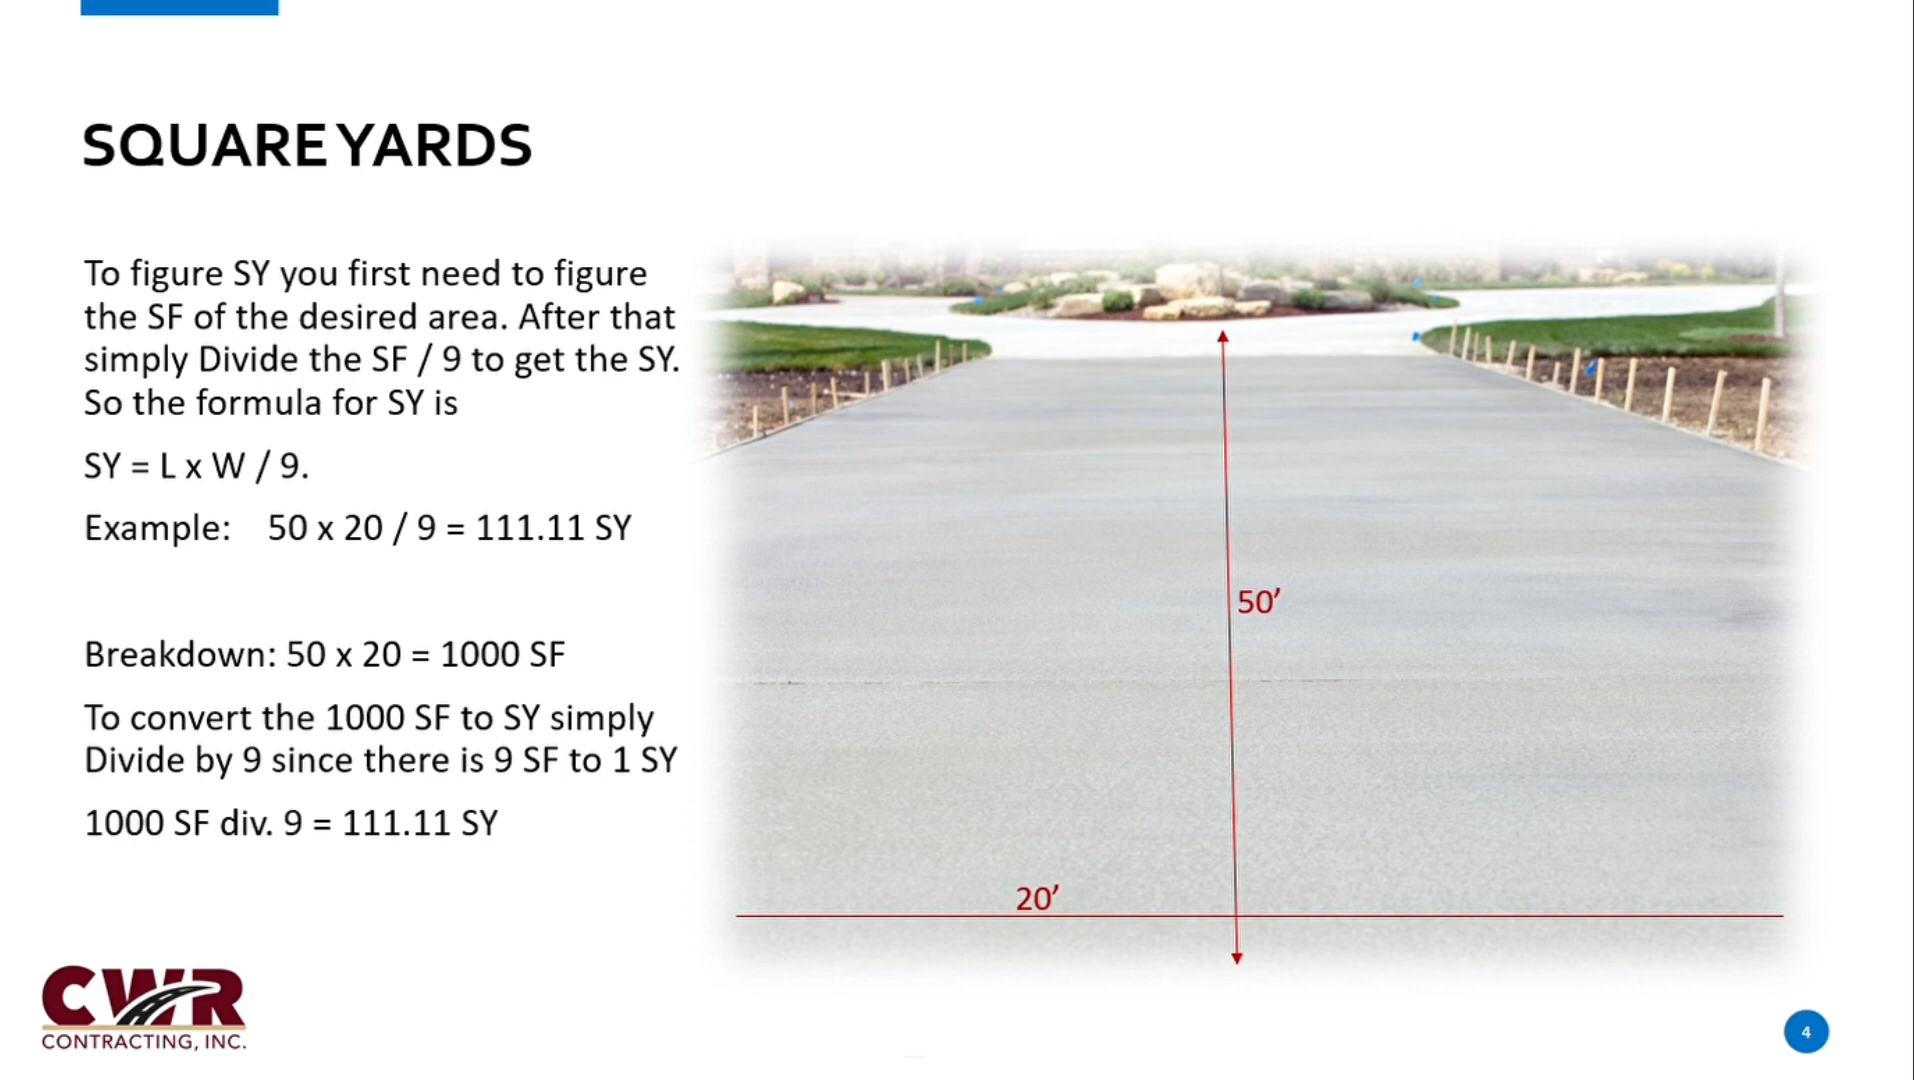 SQUARE YARDS
To figure SY you first need to figure
the SF of the desired area. After that
simply Divide the SF / 9 to get the SY.
So the formula for SY is
SY = L x W / 9.
Example: 50 x 20 / 9 = 111.11 SY
Breakdown: 50 x 20 = 1000 SF
To convert the 1000 SF to SY simply
Divide by 9 since there is 9 SF to 1 SY
1000 SF div. 9 = 111.11 SY
50’
20’
CWR
CONTRACTING, INC.
4